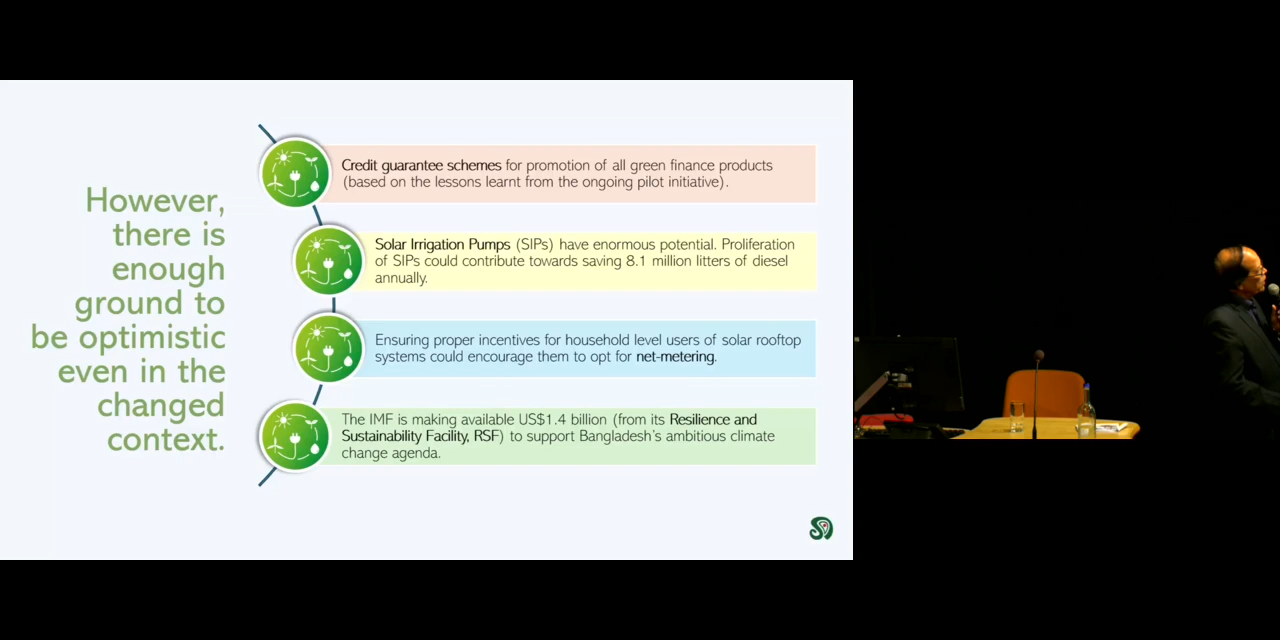 However,
there is
enough
ground to
be optimistic
even in the
changed
context.
Credit guarantee schemes for promotion of all green finance products
(based on the lessons learnt from the ongoing pilot initiative).
Solar Irrigation Pumps (SIPs) have enormous potential. Proliferation
of SIPs could contribute towards saving 8.1 million litters of diesel
annually.
Ensuring proper incentives for household level users of solar rooftop
systems could encourage them to opt for net-metering.
The IMF is making available US$1.4 billion (from its Resilience and
Sustainability Facility, RSF) to support Bangladesh's ambitious climate
change agenda.